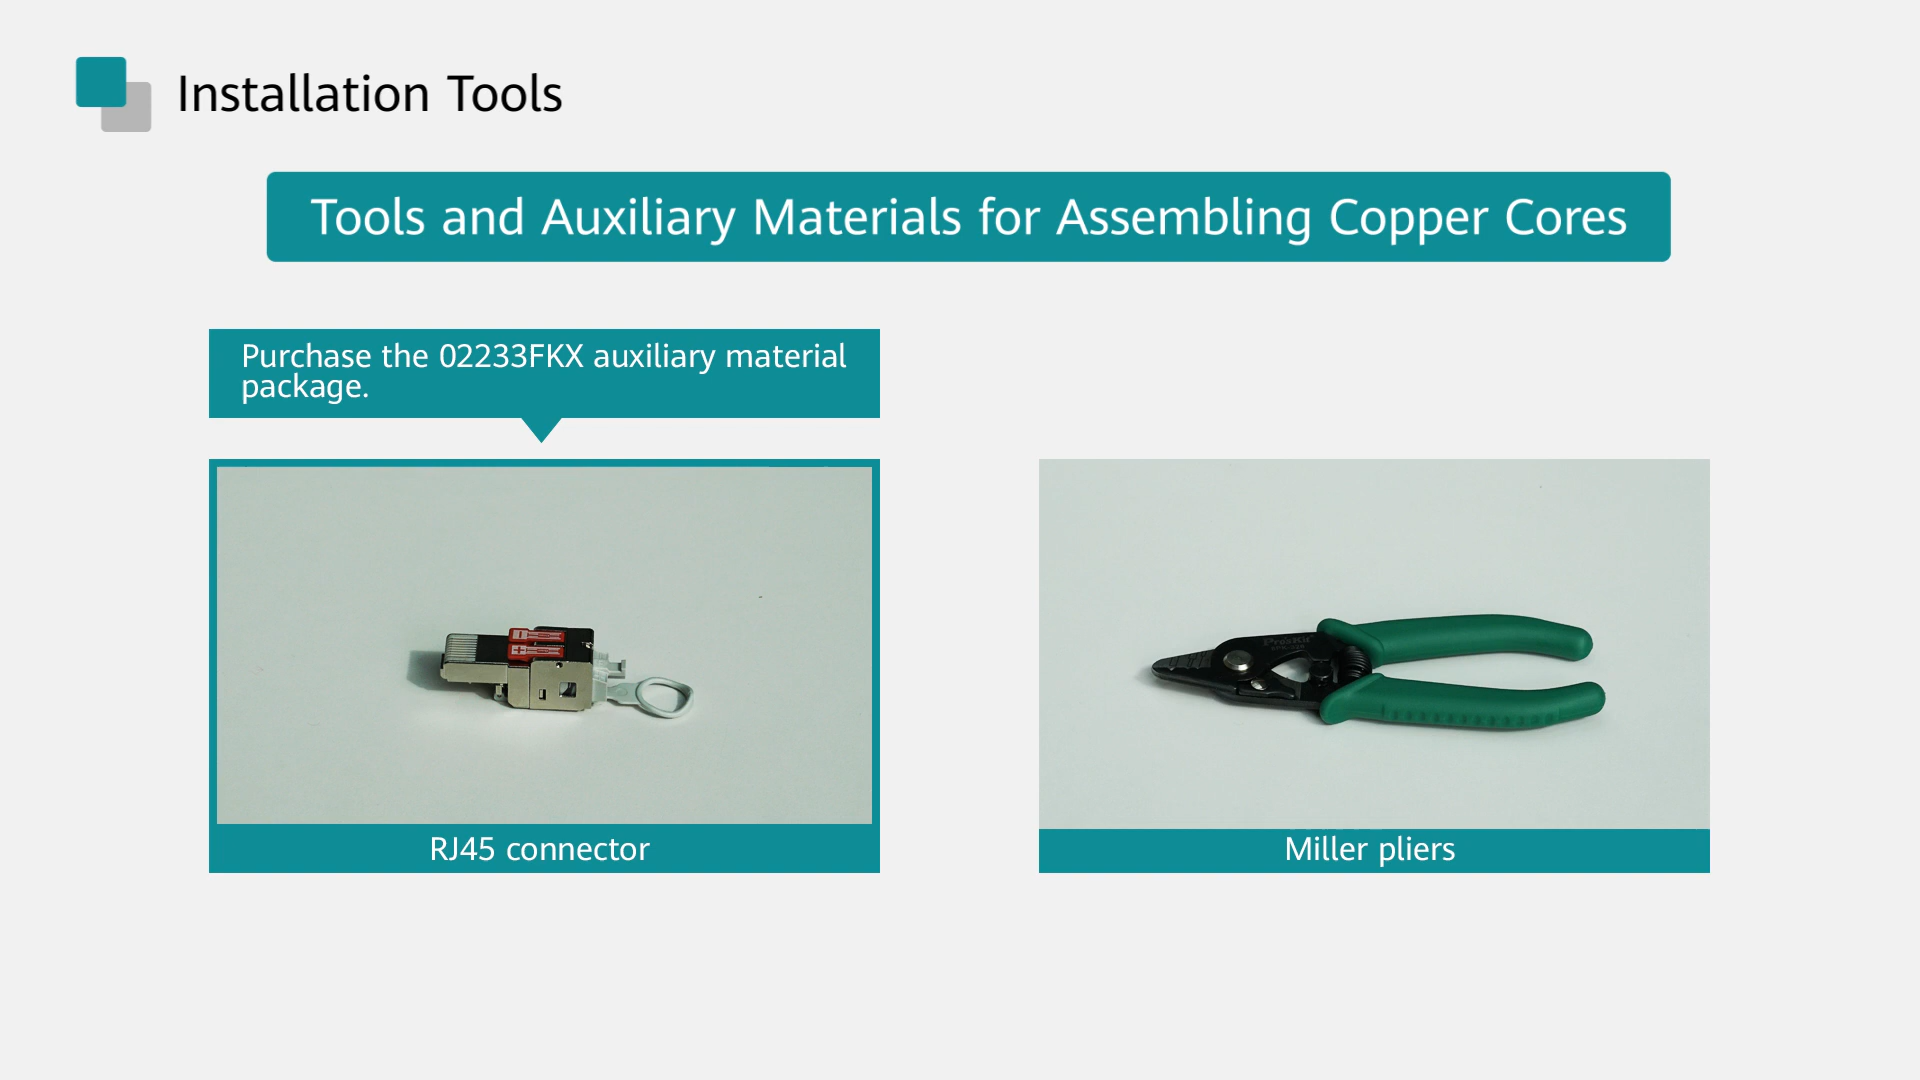 Installation Tools
Tools and Auxiliary Materials for Assembling Copper Cores
Purchase the 02233FKX auxiliary material
package.
ProsKit
RJ45 connector
Miller pliers